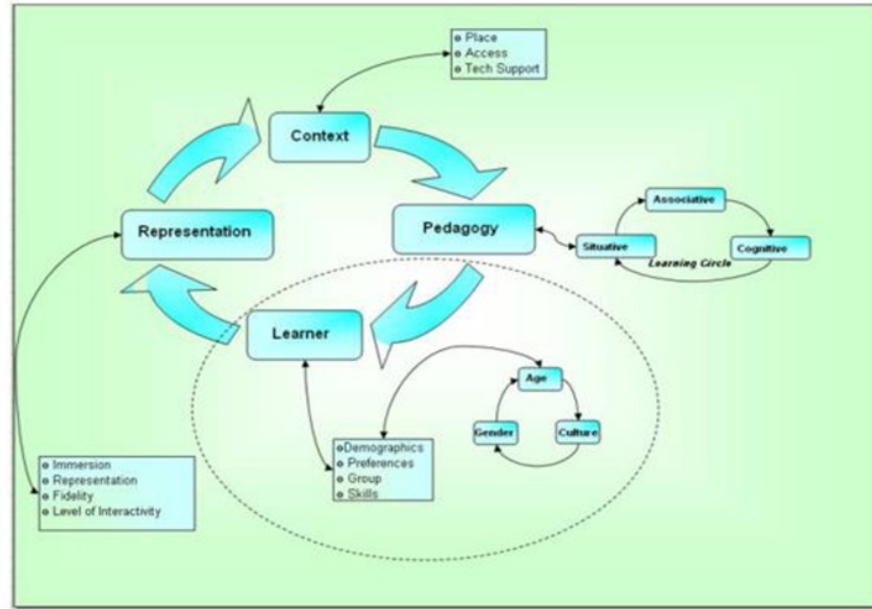 Place
Access
Tech Support
Context
Representation
Pedagogy
Associative
Situative
Cognitive
Learning Circle
Learner
Age
Gender
Culture
Demographics
Preferences
Group
Skills
Immersion
Representation
Fidelity
Level of Interactivity